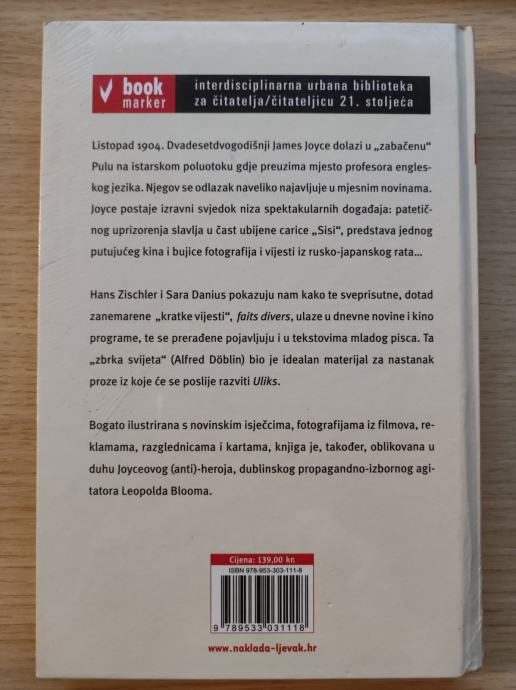 book
marker
interdisciplinarna urbana biblioteka
za čitatelja/čitateljicu 21. stoljeća
Listopad 1904. Dvadesetdvogodišnji James Joyce dolazi u „zabačenu“
Pulu na istarskom poluotoku gdje preuzima mjesto profesora engles-
kog jezika. Njegov se odlazak naveliko najavljuje u mjesnim novinama.
Joyce postaje izravni svjedok niza spektakularnih događaja: patetič-
nog uprizorenja slavlja u čast ubijene carice „Sisi“, predstava jednog
putujućeg kina i bujice fotografija i vijesti iz rusko-japanskog rata...
Hans Zischler i Sara Danius pokazuju nam kako te sveprisutne, dotad
zanemarene „kratke vijesti“, faits divers, ulaze u dnevne novine i kino
programe, te se prerađene pojavljuju i u tekstovima mladog pisca. Ta
„zbrka svijeta“ (Alfred Döblin) bio je idealan materijal za nastanak
proze iz koje će se poslije razviti Uliks.
Bogato ilustrirana s novinskim isječcima, fotografijama iz filmova, re-
klamama, razglednicama i kartama, knjiga je, također, oblikovana u
duhu Joyceovog (anti)-heroja, dublinskog propagandno-izbornog agi-
tatora Leopolda Blooma.
Cijena: 139,00 kn
ISBN 978-953-303-111-8
9 789533 031118
www.naklada-ljevak.hr